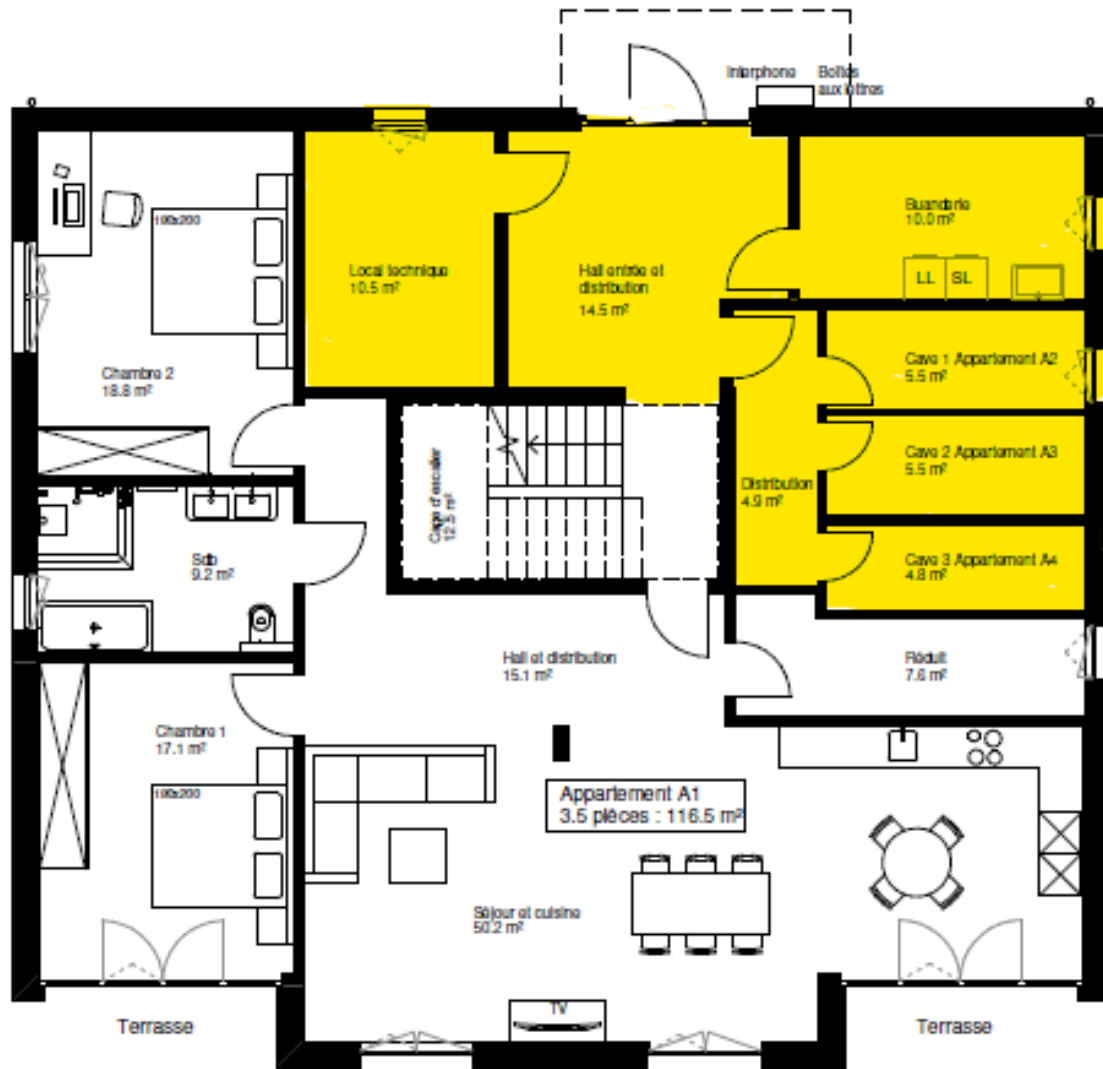 Interphone
Boîtes
aux lettres
180x200
Buanderie
10.0 m²
Local technique
10.5 m²
Hall entrée et
distribution
14.5 m²
LL
SL
Chambre 2
18.8 m²
Cave 1 Appartement A2
5.5 m²
Cave 2 Appartement A3
5.5 m²
Cage d'escalier
12.5 m²
Distribution
4.9 m²
Sdb
9.2 m²
Cave 3 Appartement A4
4.8 m²
Hall et distribution
15.1 m²
Réduit
7.6 m²
Chambre 1
17.1 m²
180x200
Appartement A1
3.5 pièces : 116.5 m²
Séjour et cuisine
50.2 m²
TV
Terrasse
Terrasse